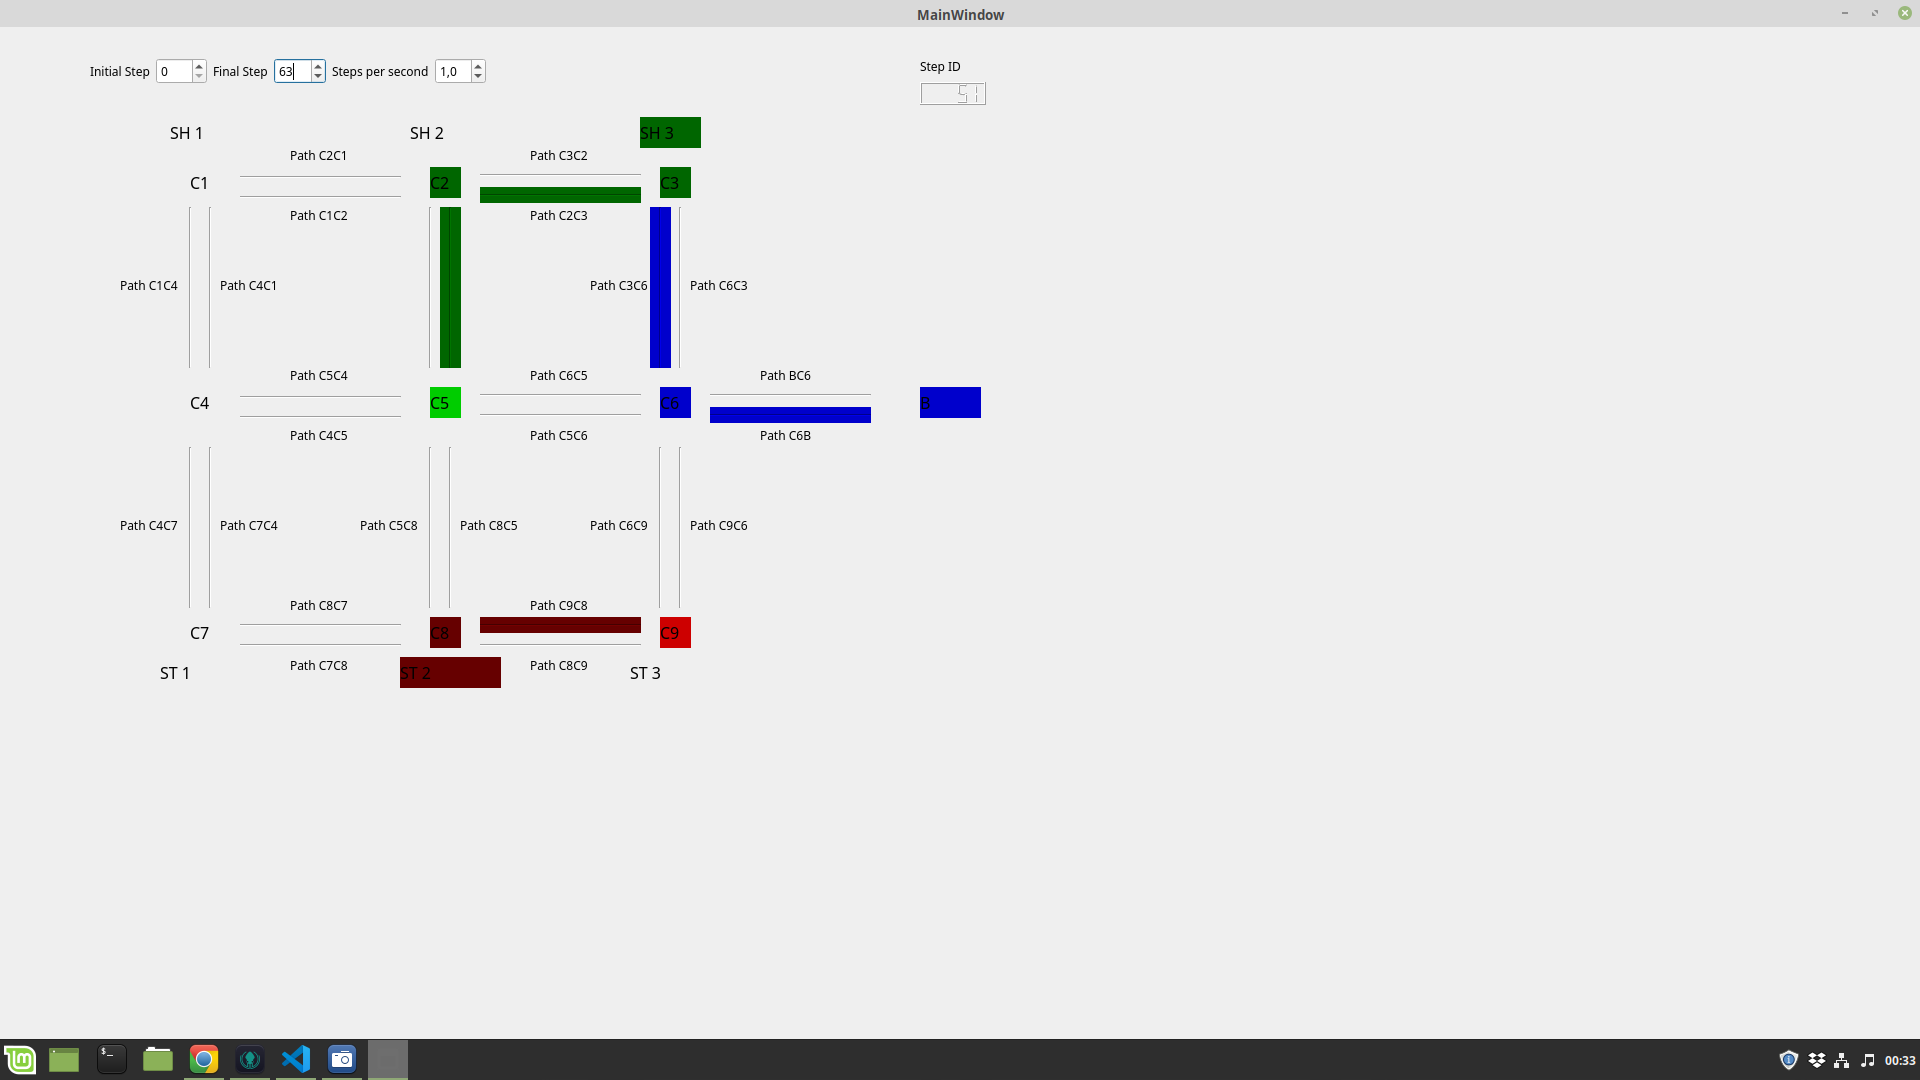 MainWindow
Initial Step 0 Final Step 63 Steps per second 1,0
Step ID
51
SH 1 SH 2 SH 3
Path C2C1 Path C3C2
C1 C2 C3
Path C1C2 Path C2C3
Path C1C4 Path C4C1 Path C3C6 Path C6C3
Path C5C4 Path C6C5 Path BC6
C4 C5 C6 B
Path C4C5 Path C5C6 Path C6B
Path C4C7 Path C7C4 Path C5C8 Path C8C5 Path C6C9 Path C9C6
Path C8C7 Path C9C8
C7 C8 C9
Path C7C8 Path C8C9
ST 1 ST 2 ST 3
00:33